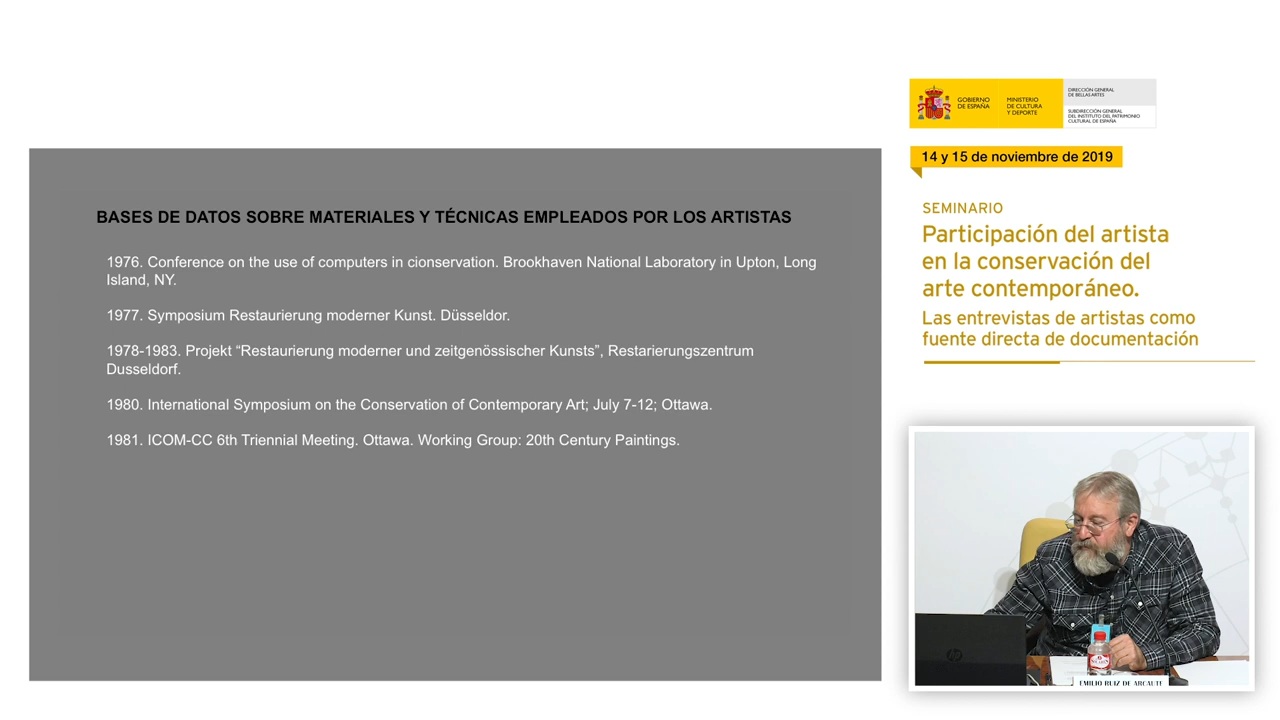 GOBIERNO
DE ESPAÑA
MINISTERIO
DE CULTURA
Y DEPORTE
DIRECCIÓN GENERAL
DE BELLAS ARTES
SUBDIRECCIÓN GENERAL
DEL INSTITUTO DEL PATRIMONIO
CULTURAL DE ESPAÑA
14 y 15 de noviembre de 2019
SEMINARIO
Participación del artista
en la conservación del
arte contemporáneo.
Las entrevistas de artistas como
fuente directa de documentación
BASES DE DATOS SOBRE MATERIALES Y TÉCNICAS EMPLEADOS POR LOS ARTISTAS
1976. Conference on the use of computers in cionservation. Brookhaven National Laboratory in Upton, Long
Island, NY.
1977. Symposium Restaurierung moderner Kunst. Düsseldor.
1978-1983. Projekt “Restaurierung moderner und zeitgenössischer Kunsts”, Restarierungszentrum
Dusseldorf.
1980. International Symposium on the Conservation of Contemporary Art; July 7-12; Ottawa.
1981. ICOM-CC 6th Triennial Meeting. Ottawa. Working Group: 20th Century Paintings.
hp
EMILIO RUIZ DE ARCAUTE